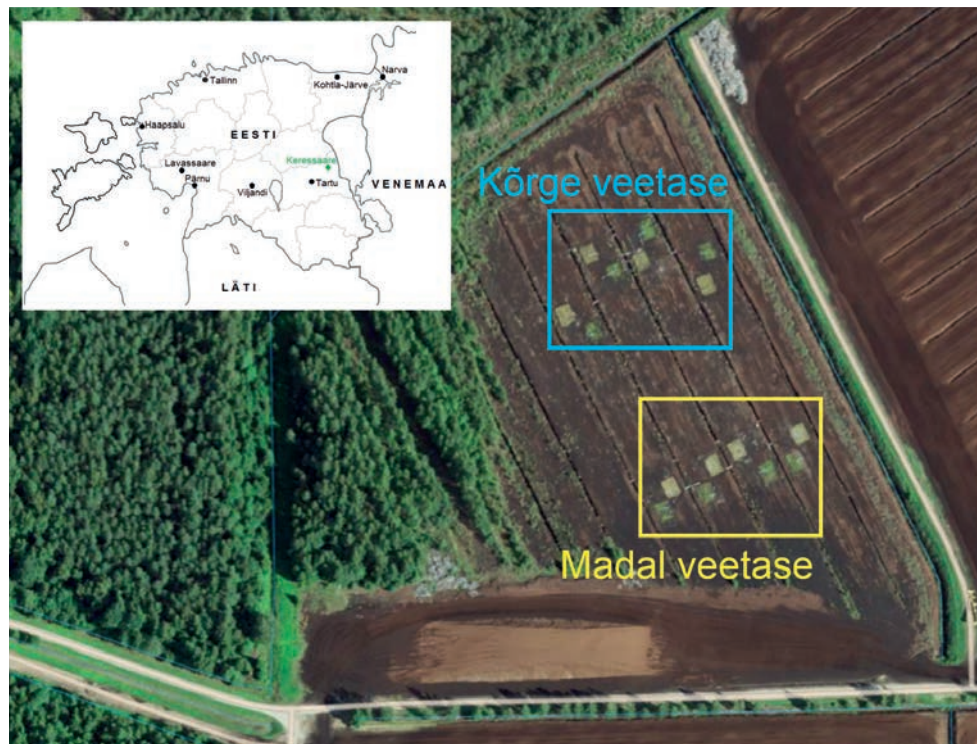 Tallinn
Kohtla-Järve
Narva
Haapsalu
EESTI
Keressaare
Lavassaare
Pärnu
Viljandi
Tartu
VENEMAA
LÄTI
Kõrge veetase
Madal veetase